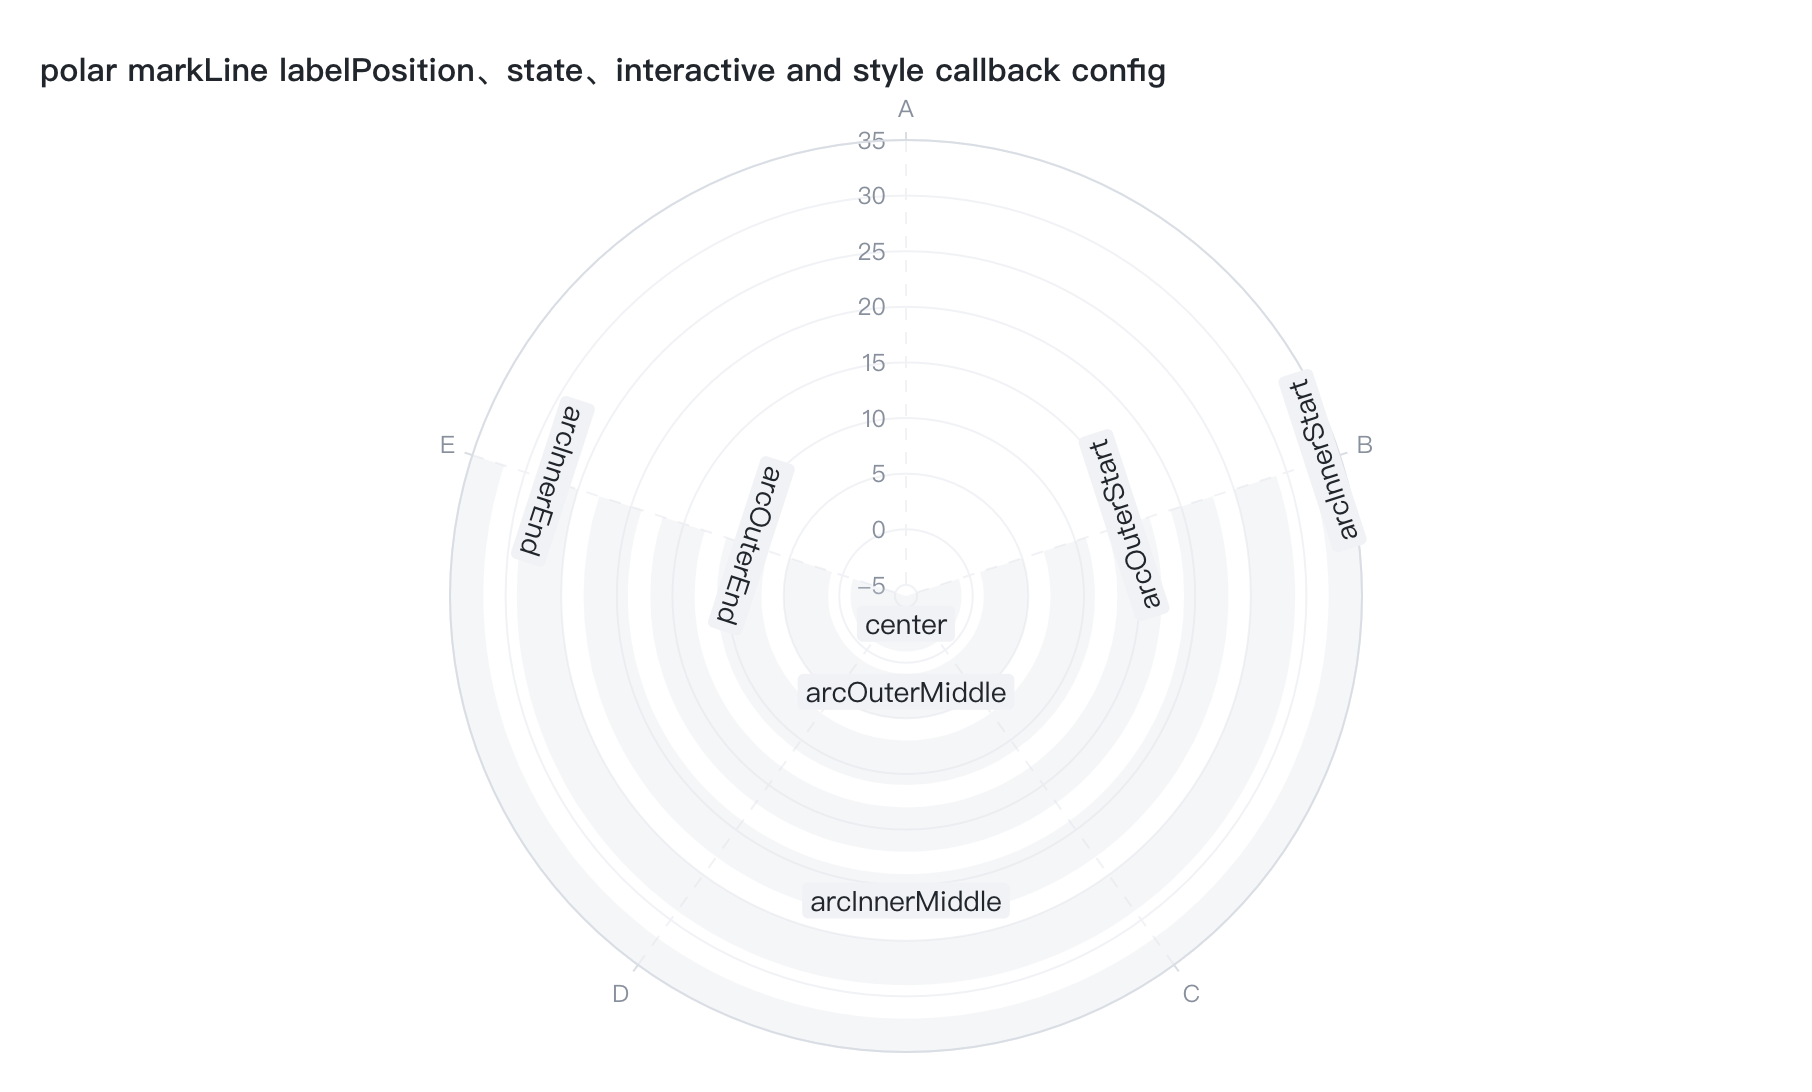 polar markLine labelPosition、state、interactive and style callback config
A
35
30
25
20
15
10
5
0
−5
E
B
arcInnerEnd
arcOuterEnd
arcOuterStart
arcInnerStart
center
arcOuterMiddle
arcInnerMiddle
D
C